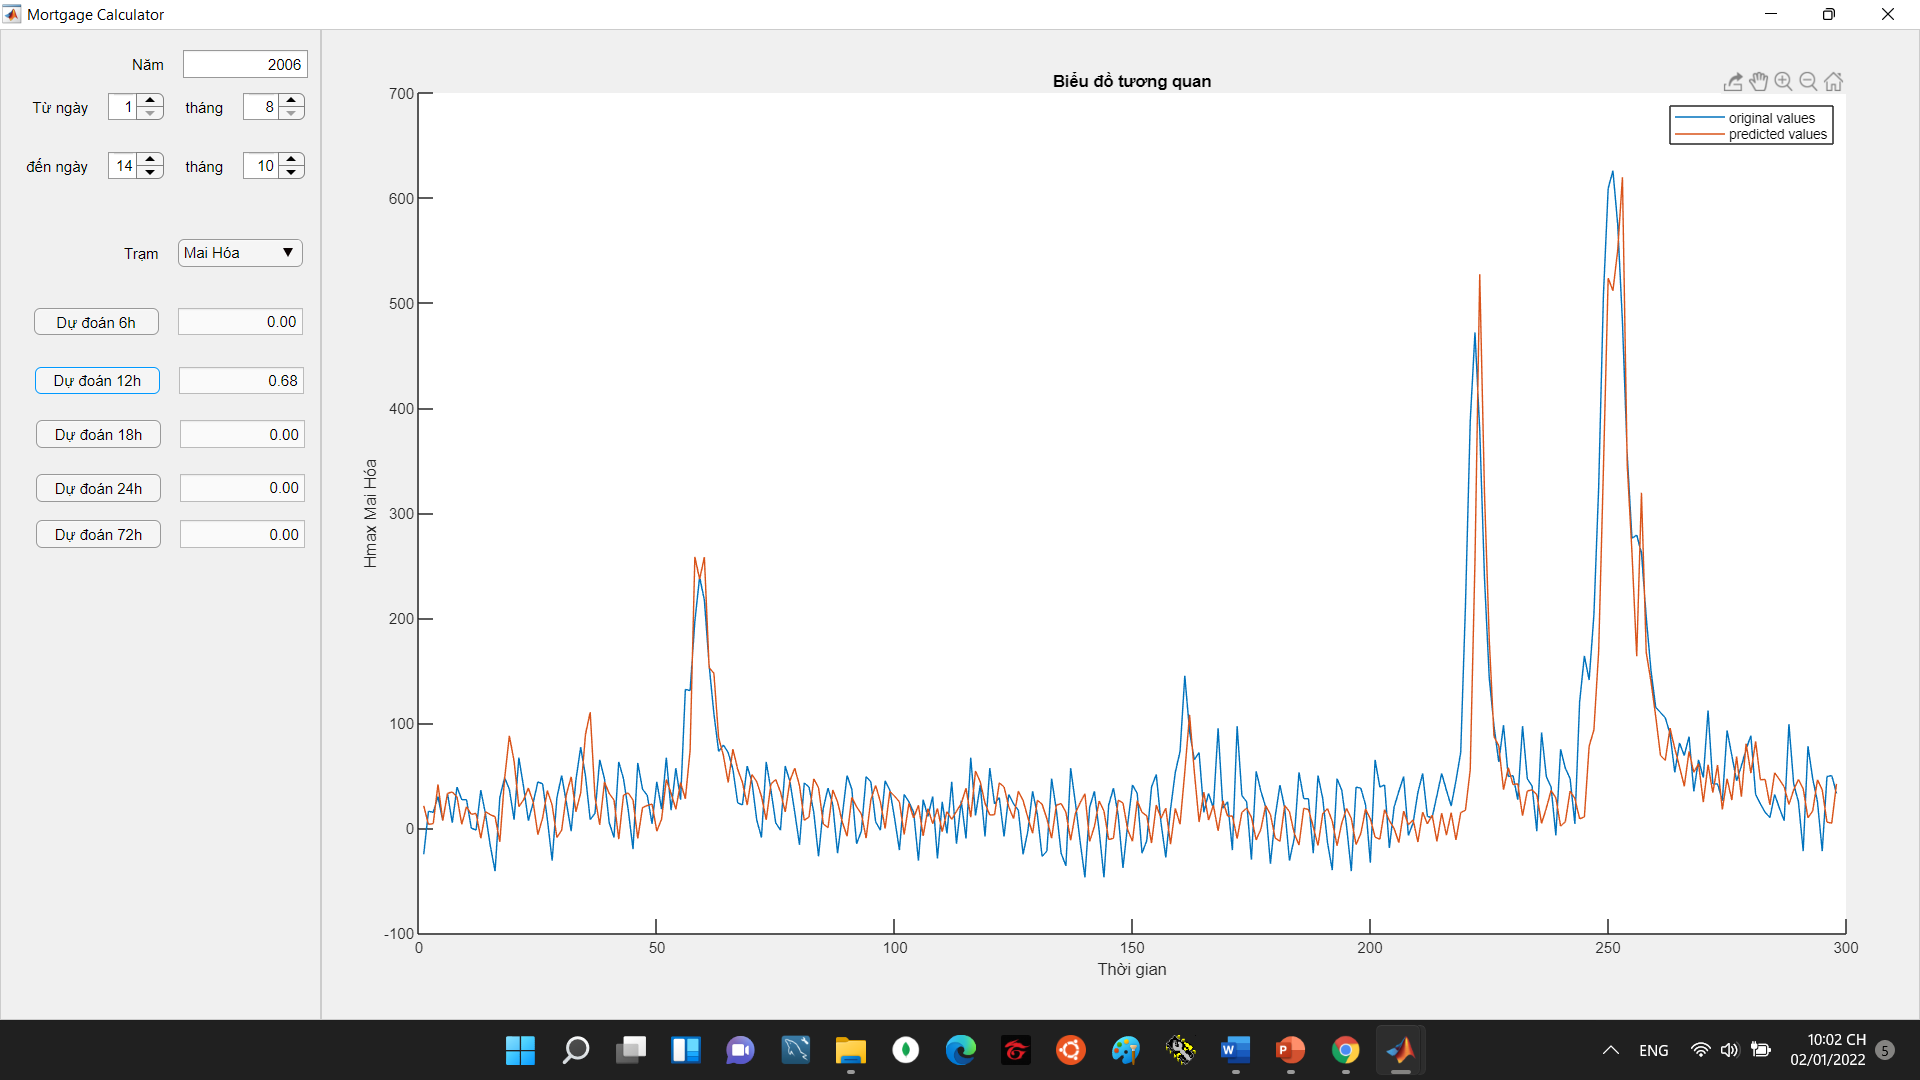 Mortgage Calculator
Năm 2006
Từ ngày 1 tháng 8
đến ngày 14 tháng 10
Trạm Mai Hóa
Dự đoán 6h 0.00
Dự đoán 12h 0.68
Dự đoán 18h 0.00
Dự đoán 24h 0.00
Dự đoán 72h 0.00
Biểu đồ tương quan
original values
predicted values
700
600
500
400
300
200
100
0
-100
Hmax Mai Hóa
0 50 100 150 200 250 300
Thời gian
ENG
10:02 CH
02/01/2022
5